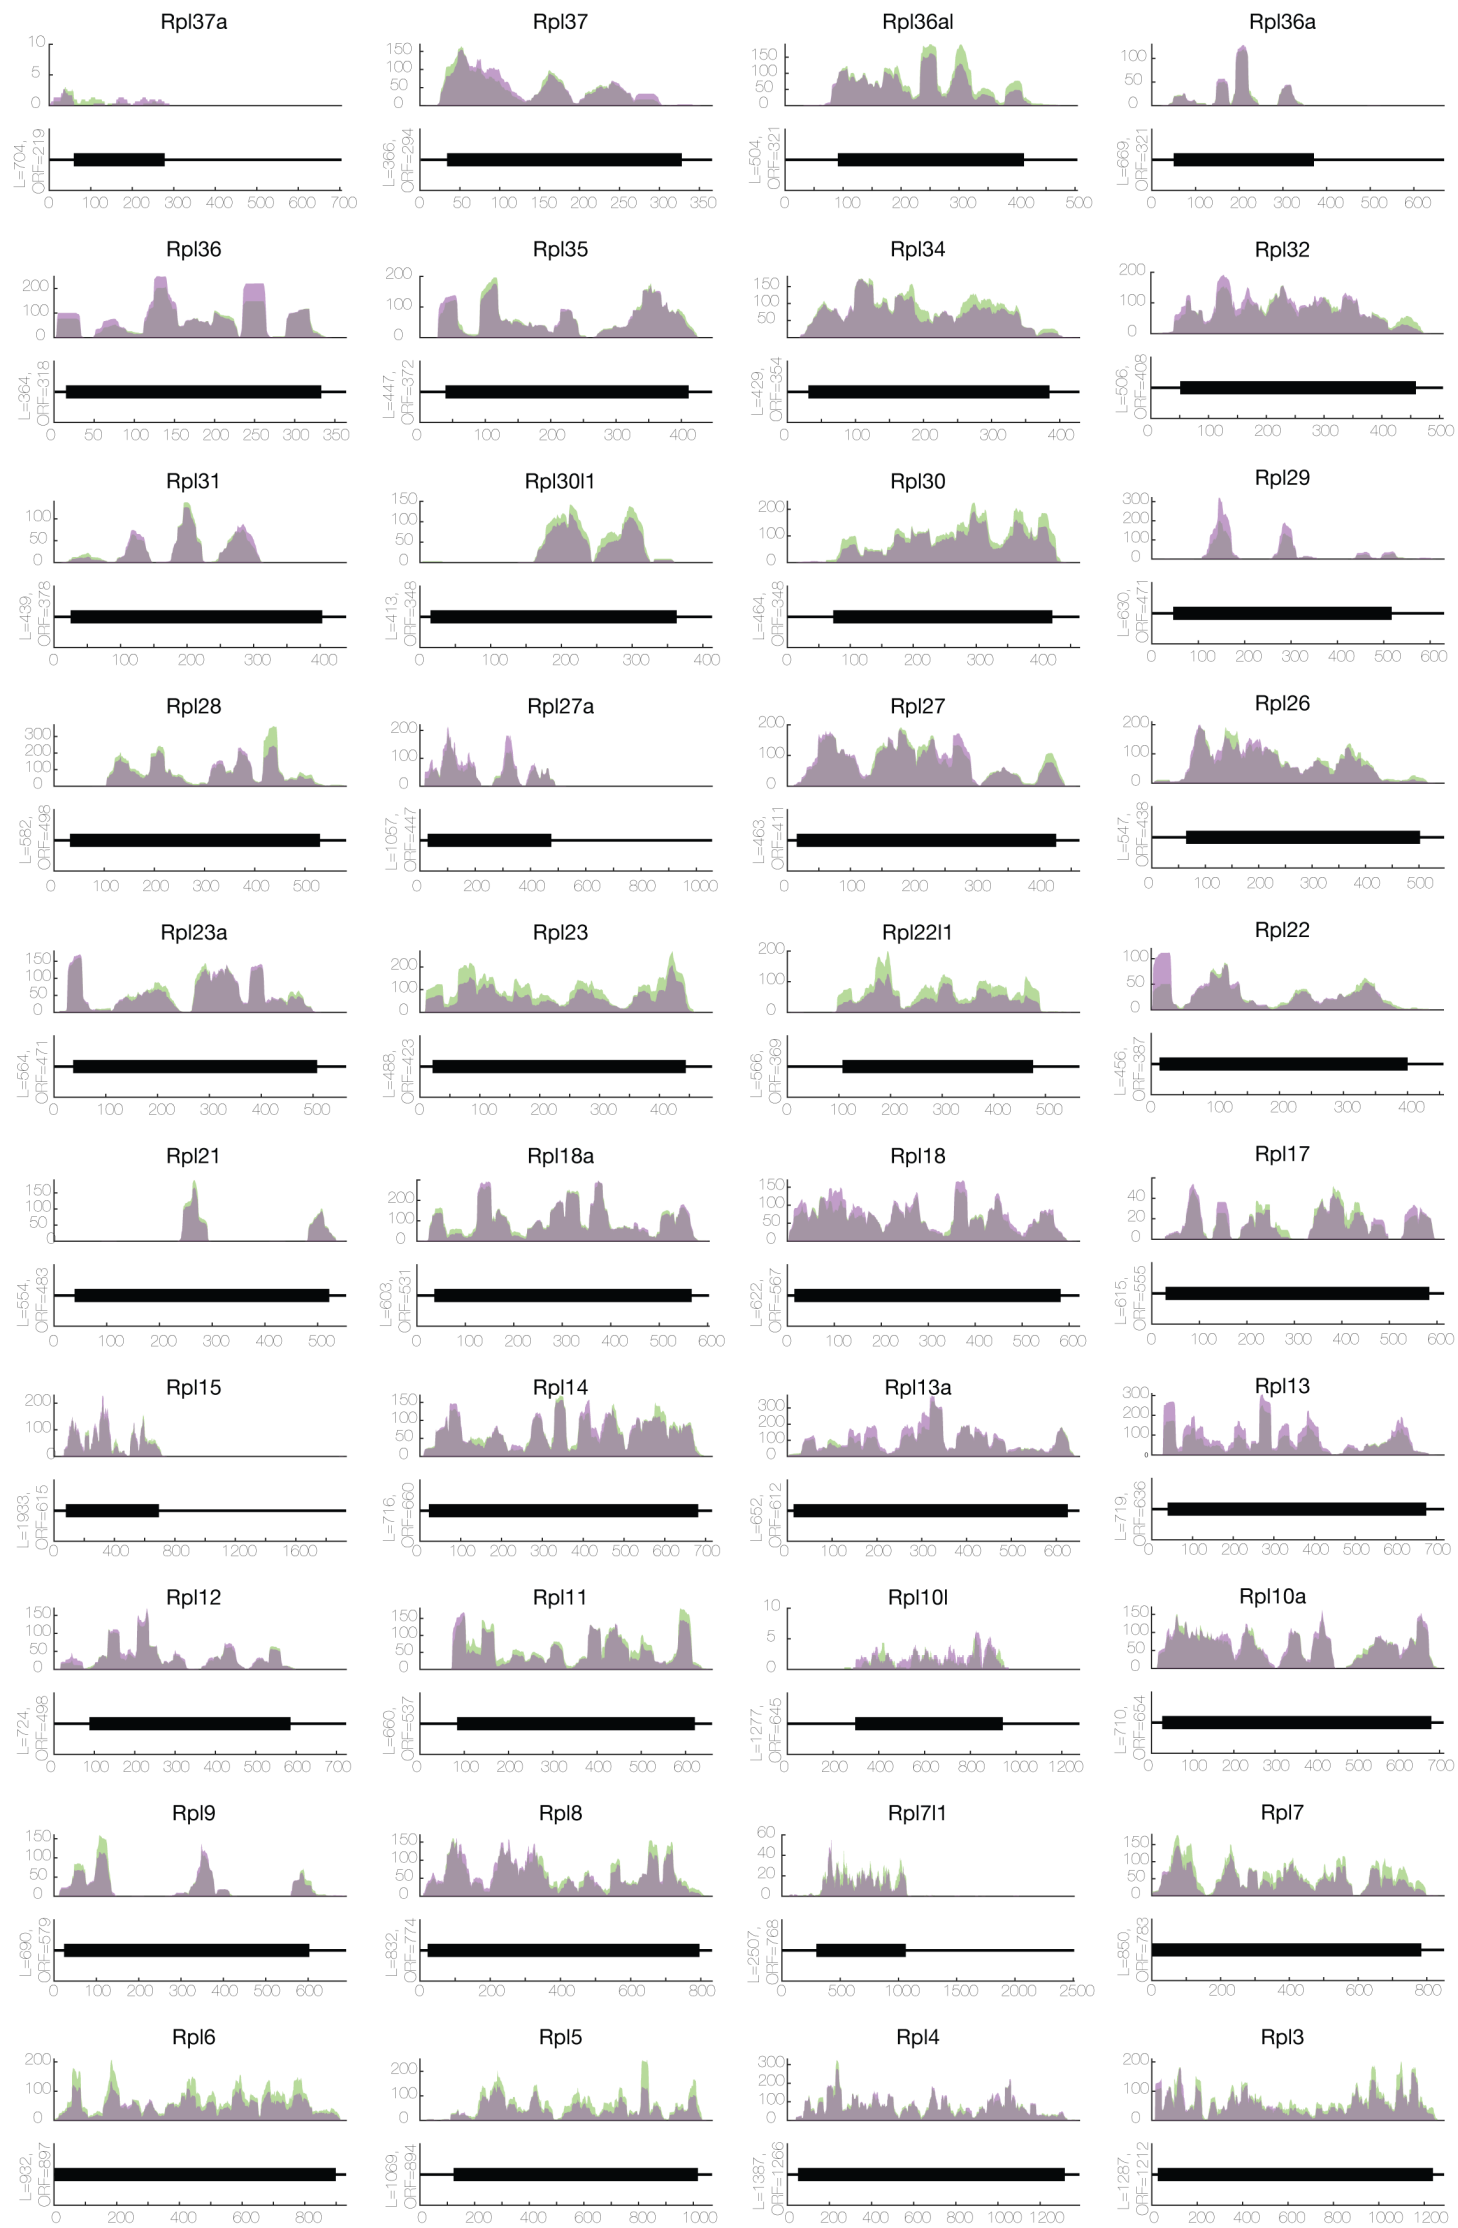 Rpl37a
10
5
0
L=704,
ORF=219
0 100 200 300 400 500 600 700
Rpl37
150
100
50
0
L=366,
ORF=294
0 50 100 150 200 250 300 350
Rpl36al
150
100
50
0
L=504,
ORF=321
0 100 200 300 400 500
Rpl36a
100
50
0
L=669,
ORF=321
0 100 200 300 400 500 600
Rpl36
200
100
0
L=364,
ORF=318
0 50 100 150 200 250 300 350
Rpl35
200
100
0
L=447,
ORF=372
0 100 200 300 400
Rpl34
150
100
50
L=429,
ORF=354
0 100 200 300 400
Rpl32
200
100
0
L=506,
ORF=408
0 100 200 300 400 500
Rpl31
100
50
0
L=439,
ORF=378
0 100 200 300 400
Rpl30l1
150
100
50
0
L=413,
ORF=348
0 100 200 300 400
Rpl30
200
100
0
L=464,
ORF=348
0 100 200 300 400
Rpl29
300
200
100
0
L=630,
ORF=471
0 100 200 300 400 500 600
Rpl28
300
200
100
0
L=582,
ORF=498
0 100 200 300 400 500
Rpl27a
200
100
0
L=1057,
ORF=447
0 200 400 600 800 1000
Rpl27
200
100
0
L=463,
ORF=411
0 100 200 300 400
Rpl26
200
100
0
L=547,
ORF=438
0 100 200 300 400 500
Rpl23a
150
100
50
0
L=564,
ORF=471
0 100 200 300 400 500
Rpl23
200
100
0
L=488,
ORF=423
0 100 200 300 400
Rpl22l1
200
100
0
L=566,
ORF=369
0 100 200 300 400 500
Rpl22
100
50
0
L=456,
ORF=387
0 100 200 300 400
Rpl21
150
100
50
0
L=554,
ORF=483
0 100 200 300 400 500
Rpl18a
200
100
0
L=603,
ORF=531
0 100 200 300 400 500 600
Rpl18
150
100
50
0
L=622,
ORF=567
0 100 200 300 400 500 600
Rpl17
40
20
0
L=615,
ORF=555
0 100 200 300 400 500 600
Rpl15
200
100
0
L=1933,
ORF=615
0 400 800 1200 1600
Rpl14
150
100
50
0
L=716,
ORF=660
0 100 200 300 400 500 600 700
Rpl13a
300
200
100
0
L=652,
ORF=612
0 100 200 300 400 500 600
Rpl13
300
200
100
0
L=719,
ORF=636
0 100 200 300 400 500 600 700
Rpl12
150
100
50
0
L=724,
ORF=498
0 100 200 300 400 500 600 700
Rpl11
150
100
50
0
L=660,
ORF=537
0 100 200 300 400 500 600
Rpl10l
10
5
0
L=1277,
ORF=645
0 200 400 600 800 1000 1200
Rpl10a
150
100
50
0
L=710,
ORF=654
0 100 200 300 400 500 600 700
Rpl9
150
100
50
0
L=690,
ORF=579
0 100 200 300 400 500 600
Rpl8
150
100
50
0
L=832,
ORF=774
0 200 400 600 800
Rpl7l1
60
40
20
0
L=2507,
ORF=768
0 500 1000 1500 2000 2500
Rpl7
150
100
50
0
L=850,
ORF=783
0 200 400 600 800
Rpl6
200
100
0
L=932,
ORF=897
0 200 400 600 800
Rpl5
200
100
0
L=1069,
ORF=894
0 200 400 600 800 1000
Rpl4
300
200
100
0
L=1387,
ORF=1266
0 200 400 600 800 1000 1200
Rpl3
200
100
0
L=1287,
ORF=1212
0 200 400 600 800 1000 1200